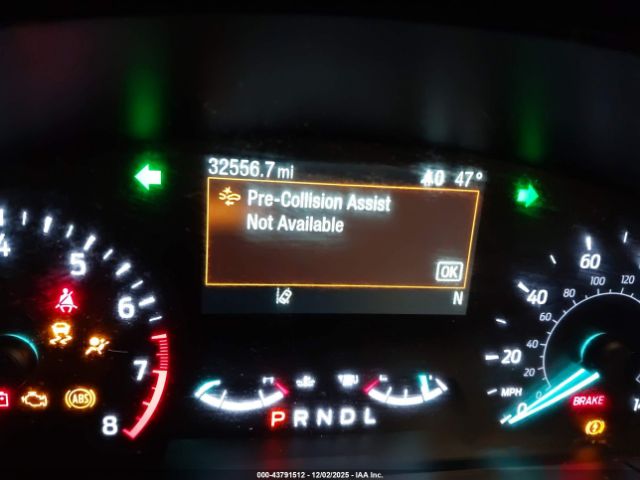 32556.7 mi 47°
Pre-Collision Assist
Not Available
OK
N
4
5
6
7
8
ABS
PRNDL
0
20
40
60
MPH
20
40
60
80
100
120
BRAKE
000-43791512 - 12/02/2025 - IAA Inc.